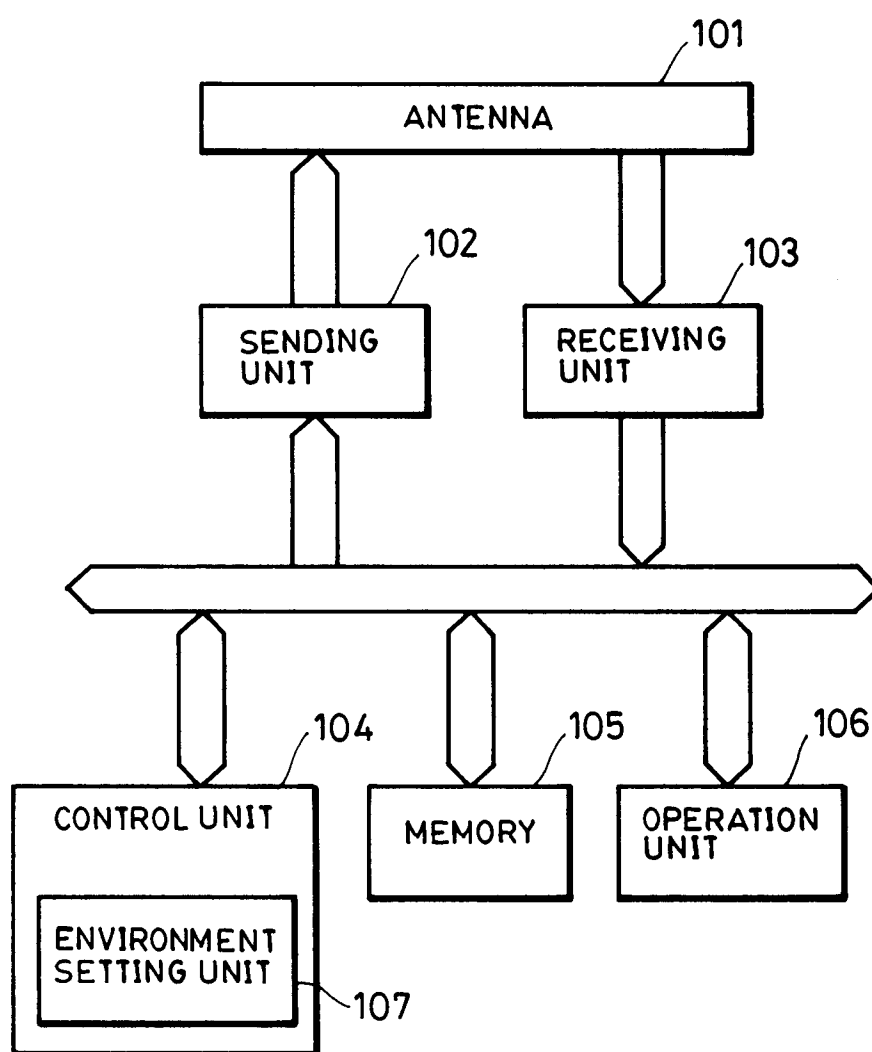 101
ANTENNA
102
103
SENDING
UNIT
RECEIVING
UNIT
104
105
106
CONTROL UNIT
MEMORY
OPERATION
UNIT
ENVIRONMENT
SETTING UNIT
107